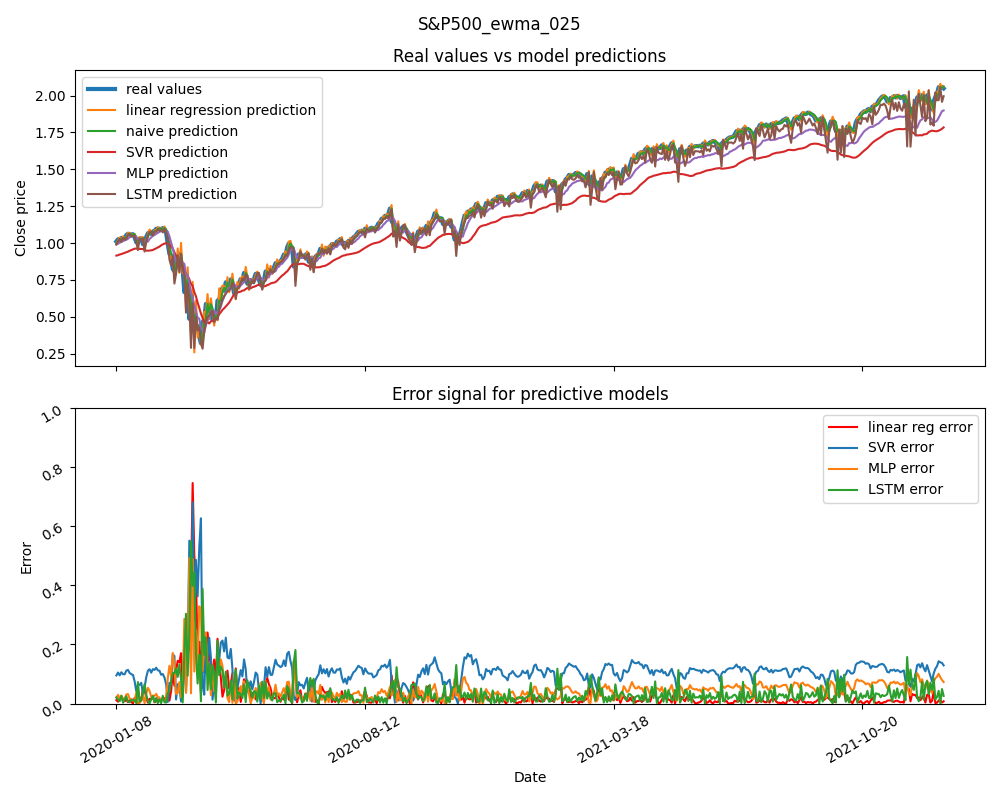 S&P500_ewma_025
Real values vs model predictions
real values
linear regression prediction
naive prediction
SVR prediction
MLP prediction
LSTM prediction
Close price
2.00
1.75
1.50
1.25
1.00
0.75
0.50
0.25
Error signal for predictive models
linear reg error
SVR error
MLP error
LSTM error
Error
1.0
0.8
0.6
0.4
0.2
0.0
2020-01-08
2020-08-12
2021-03-18
2021-10-20
Date